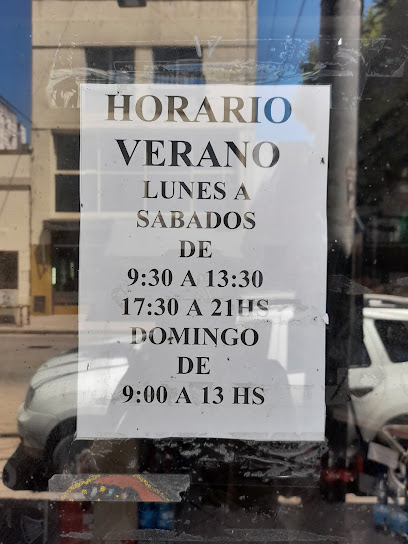 HORARIO
VERANO
LUNES A
SABADOS
DE
9:30 A 13:30
17:30 A 21HS
DOMINGO
DE
9:00 A 13 HS